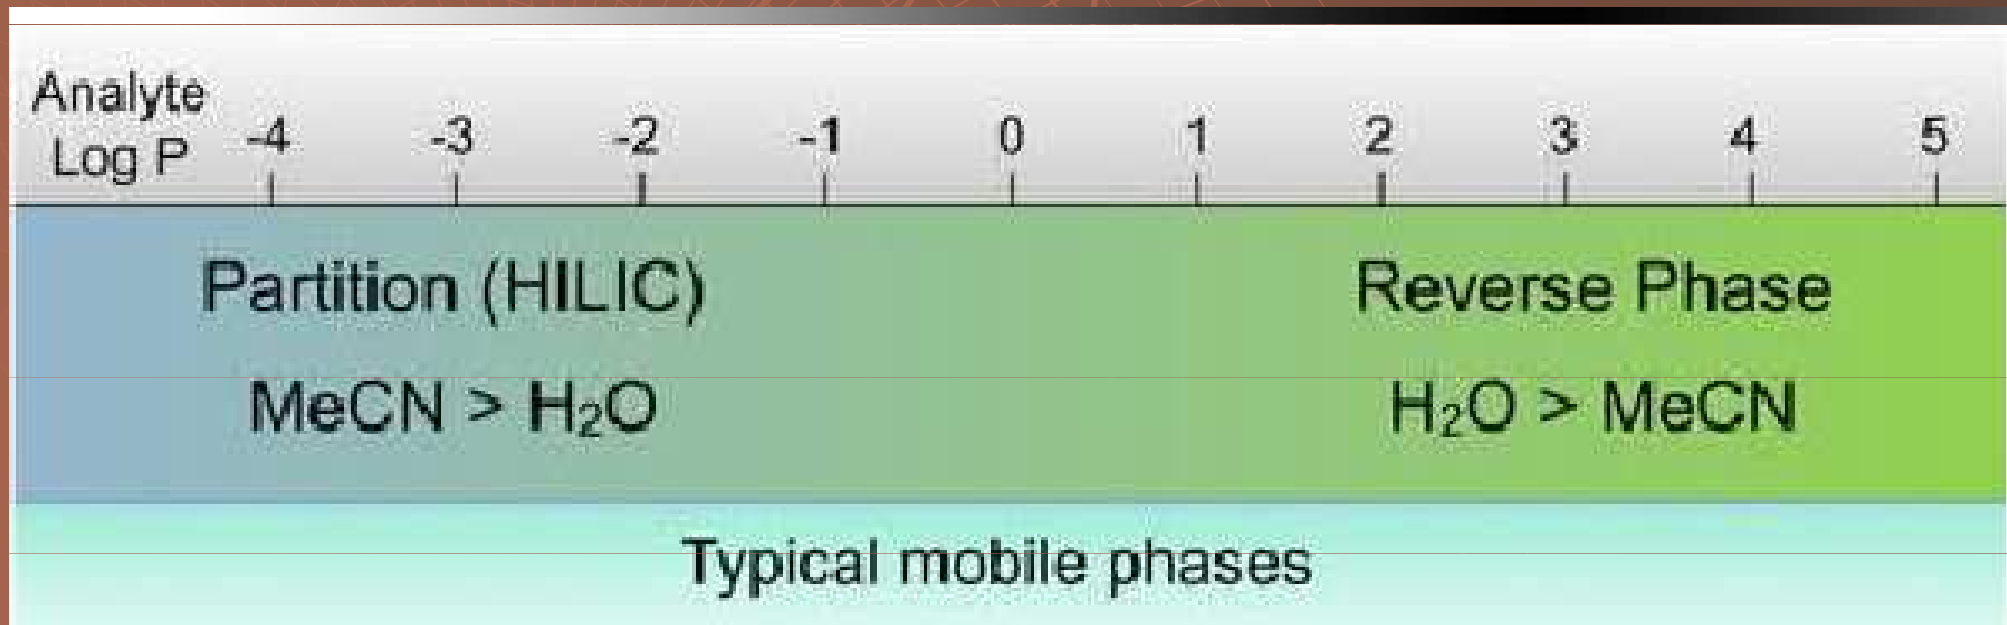 Analyte
Log P -4 -3 -2 -1 0 1 2 3 4 5
Partition (HILIC) Reverse Phase
MeCN > H₂O H₂O > MeCN
Typical mobile phases